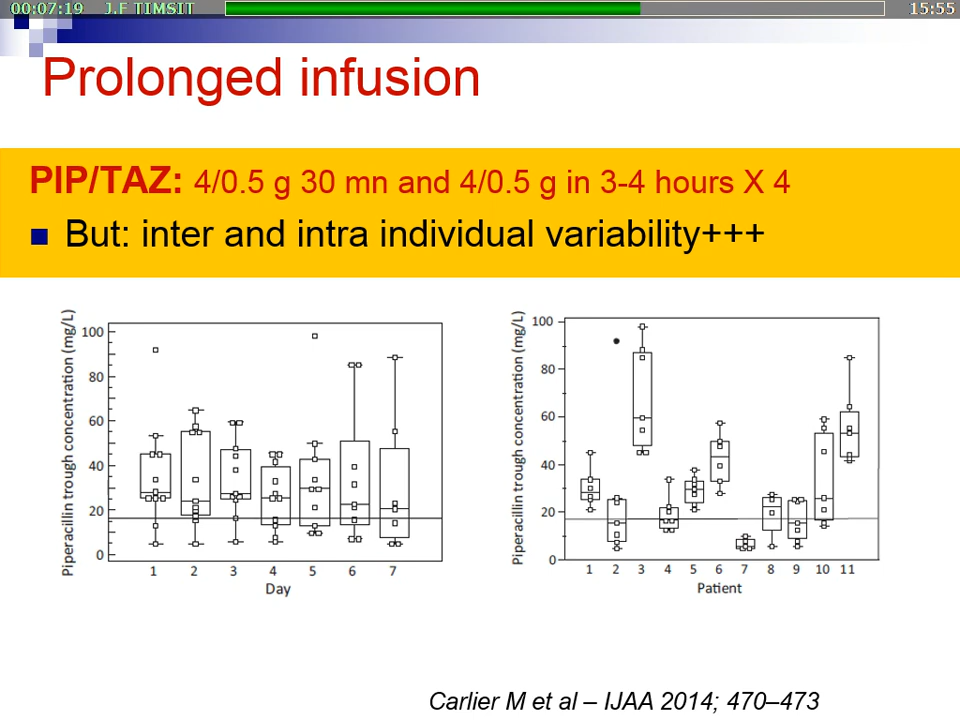 00:07:19 J.F TIMSIT 15:55
Prolonged infusion
PIP/TAZ: 4/0.5 g 30 mn and 4/0.5 g in 3-4 hours X 4
But: inter and intra individual variability+++
Piperacillin trough concentration (mg/L)
100
80
60
40
20
0
1 2 3 4 5 6 7
Day
Piperacillin trough concentration (mg/L)
100
80
60
40
20
0
1 2 3 4 5 6 7 8 9 10 11
Patient
Carlier M et al – IJAA 2014; 470–473